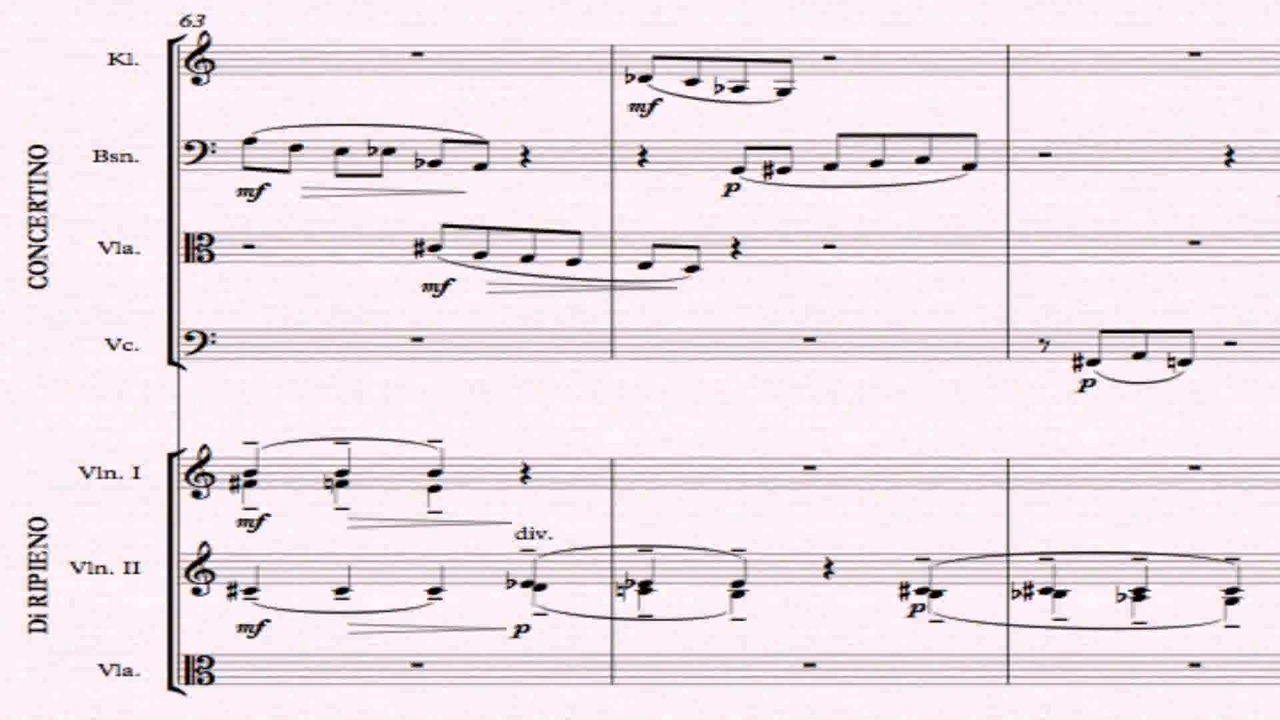 63
CONCERTINO
Kl.
mf
Bsn.
mf
p
Vla.
mf
Vc.
p
Di RIPIENO
Vln. I
mf
div.
Vln. II
mf
p
p
Vla.